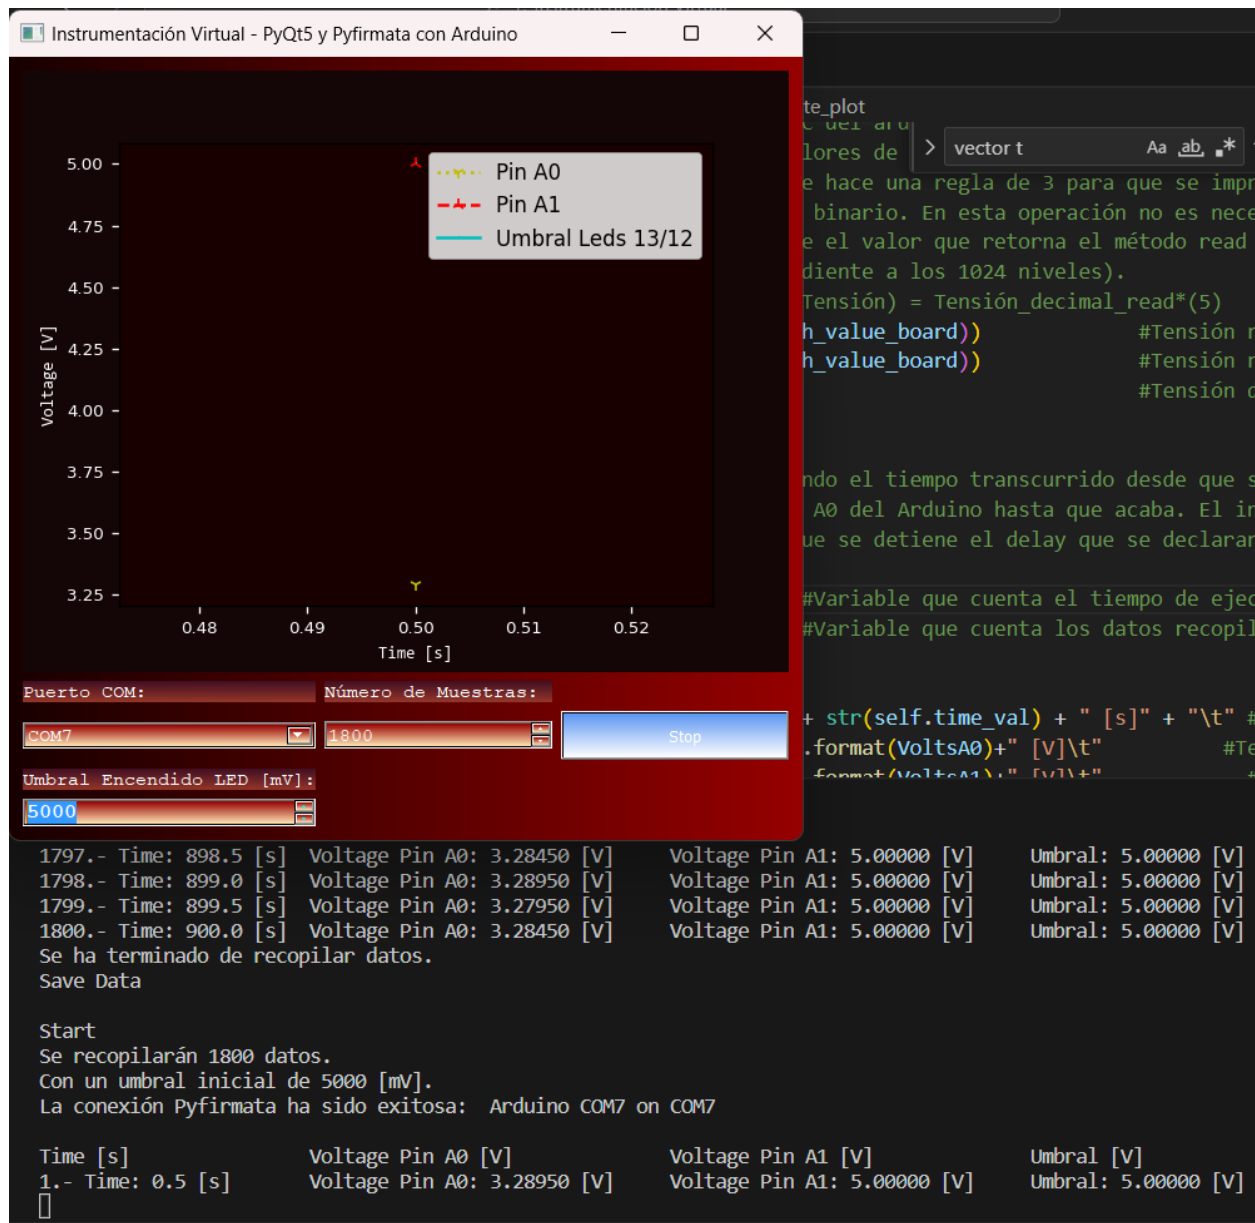 Instrumentación Virtual - PyQt5 y Pyfirmata con Arduino
5.00
4.75
4.50
4.25
4.00
3.75
3.50
3.25
Voltage [V]
Pin A0
Pin A1
Umbral Leds 13/12
0.48 0.49 0.50 0.51 0.52
Time [s]
Puerto COM:
Número de Muestras:
COM7
1800
Stop
Umbral Encendido LED [mV]:
5000
te_plot
vector t
Aa ab
lores de
e hace una regla de 3 para que se impr
binario. En esta operación no es nece
e el valor que retorna el método read
diente a los 1024 niveles).
Tensión) = Tensión_decimal_read*(5)
h_value_board)) #Tensión r
h_value_board)) #Tensión r
#Tensión d
ndo el tiempo transcurrido desde que s
A0 del Arduino hasta que acaba. El in
ue se detiene el delay que se declarar
#Variable que cuenta el tiempo de ejec
#Variable que cuenta los datos recopil
+ str(self.time_val) + " [s]" + "\t" #
.format(VoltsA0)+" [V]\t" #Te
.format(VoltsA1)+" [V]\t" #
1797.- Time: 898.5 [s] Voltage Pin A0: 3.28450 [V] Voltage Pin A1: 5.00000 [V] Umbral: 5.00000 [V]
1798.- Time: 899.0 [s] Voltage Pin A0: 3.28950 [V] Voltage Pin A1: 5.00000 [V] Umbral: 5.00000 [V]
1799.- Time: 899.5 [s] Voltage Pin A0: 3.27950 [V] Voltage Pin A1: 5.00000 [V] Umbral: 5.00000 [V]
1800.- Time: 900.0 [s] Voltage Pin A0: 3.28450 [V] Voltage Pin A1: 5.00000 [V] Umbral: 5.00000 [V]
Se ha terminado de recopilar datos.
Save Data
Start
Se recopilarán 1800 datos.
Con un umbral inicial de 5000 [mV].
La conexión Pyfirmata ha sido exitosa: Arduino COM7 on COM7
Time [s] Voltage Pin A0 [V] Voltage Pin A1 [V] Umbral [V]
1.- Time: 0.5 [s] Voltage Pin A0: 3.28950 [V] Voltage Pin A1: 5.00000 [V] Umbral: 5.00000 [V]